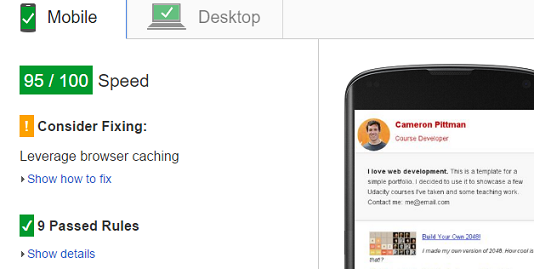 Mobile
Desktop
95 / 100 Speed
! Consider Fixing:
Leverage browser caching
Show how to fix
9 Passed Rules
Show details
Cameron Pittman
Course Developer
I love web development. This is a template for a
simple portfolio. I decided to use it to showcase a few
Udacity courses I've taken and some teaching work.
Contact me: me@email.com
Build Your Own 2048!
I made my own version of 2048. How cool is
that?